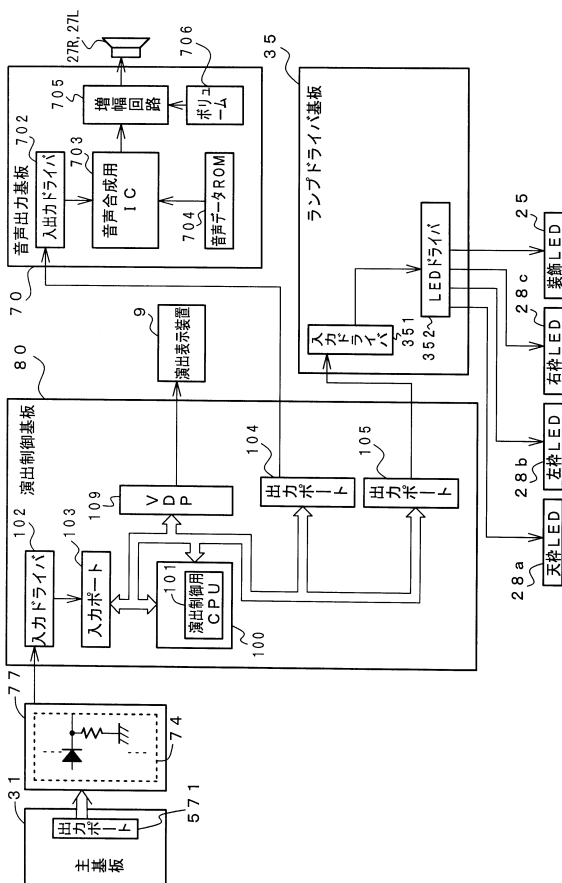 31
主基板
出力ポート
571
77
74
80
演出制御基板
102
入力ドライバ
103
入力ポート
101
演出制御用
CPU
100
109
VDP
9
演出表示装置
104
出力ポート
105
出力ポート
70
音声出力基板
702
入出力ドライバ
703
音声合成用
IC
704
音声データROM
705
増幅
回路
706
ボリュ
ーム
27R, 27L
35
ランプドライバ基板
入力ドライバ
351
LEDドライバ
352
28a
天枠LED
28b
左枠LED
28c
右枠LED
25
装飾LED